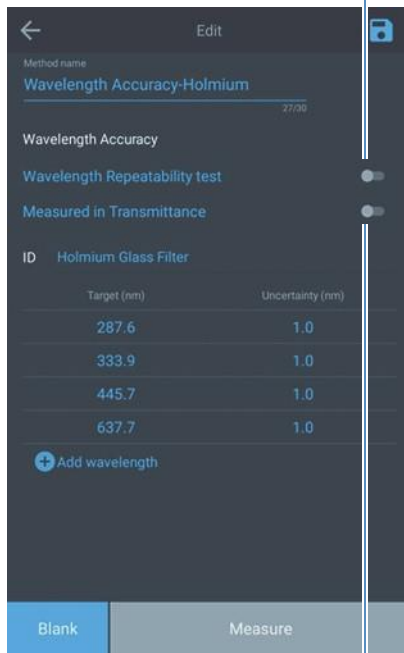 Edit
Method name
Wavelength Accuracy-Holmium
27/30
Wavelength Accuracy
Wavelength Repeatability test
Measured in Transmittance
ID Holmium Glass Filter
Target (nm) Uncertainty (nm)
287.6 1.0
333.9 1.0
445.7 1.0
637.7 1.0
Add wavelength
Blank Measure